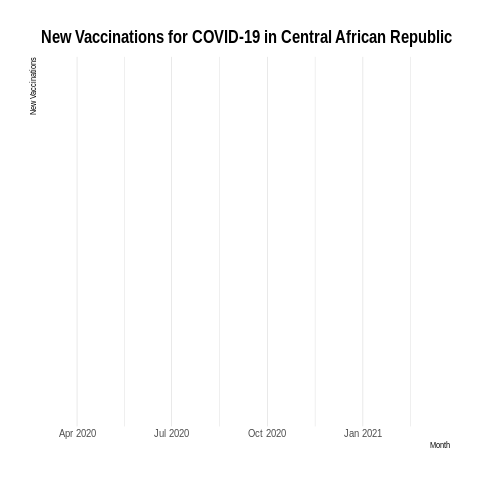 New Vaccinations for COVID-19 in Central African Republic
New Vaccinations
Apr 2020
Jul 2020
Oct 2020
Jan 2021
Month